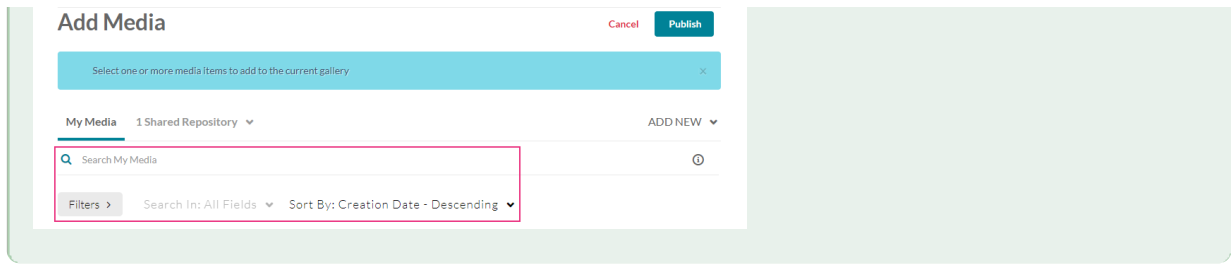 Add Media
Cancel
Publish
Select one or more media items to add to the current gallery
×
My Media
1 Shared Repository
ADD NEW
Search My Media
Filters >
Search In: All Fields
Sort By: Creation Date - Descending